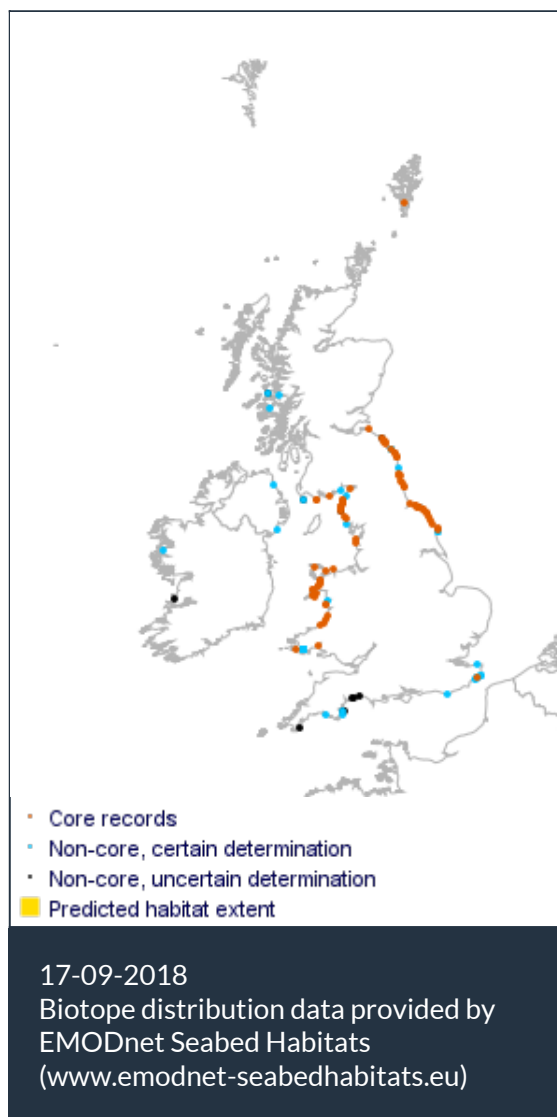 Core records
Non-core, certain determination
Non-core, uncertain determination
Predicted habitat extent
17-09-2018
Biotope distribution data provided by
EMODnet Seabed Habitats
(www.emodnet-seabedhabitats.eu)